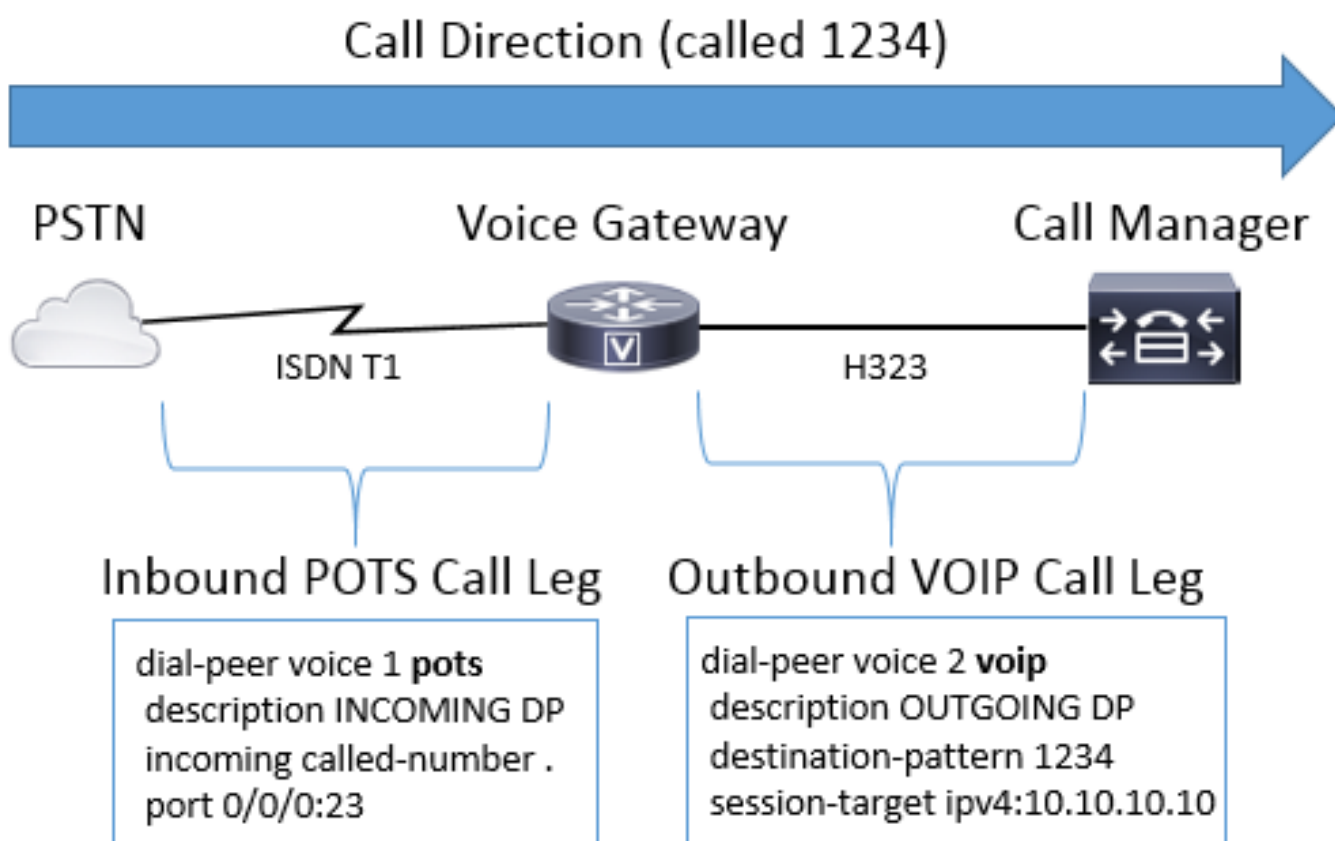 Call Direction (called 1234)
PSTN
Voice Gateway
Call Manager
ISDN T1
V
H323
Inbound POTS Call Leg
dial-peer voice 1 pots
description INCOMING DP
incoming called-number .
port 0/0/0:23
Outbound VOIP Call Leg
dial-peer voice 2 voip
description OUTGOING DP
destination-pattern 1234
session-target ipv4:10.10.10.10